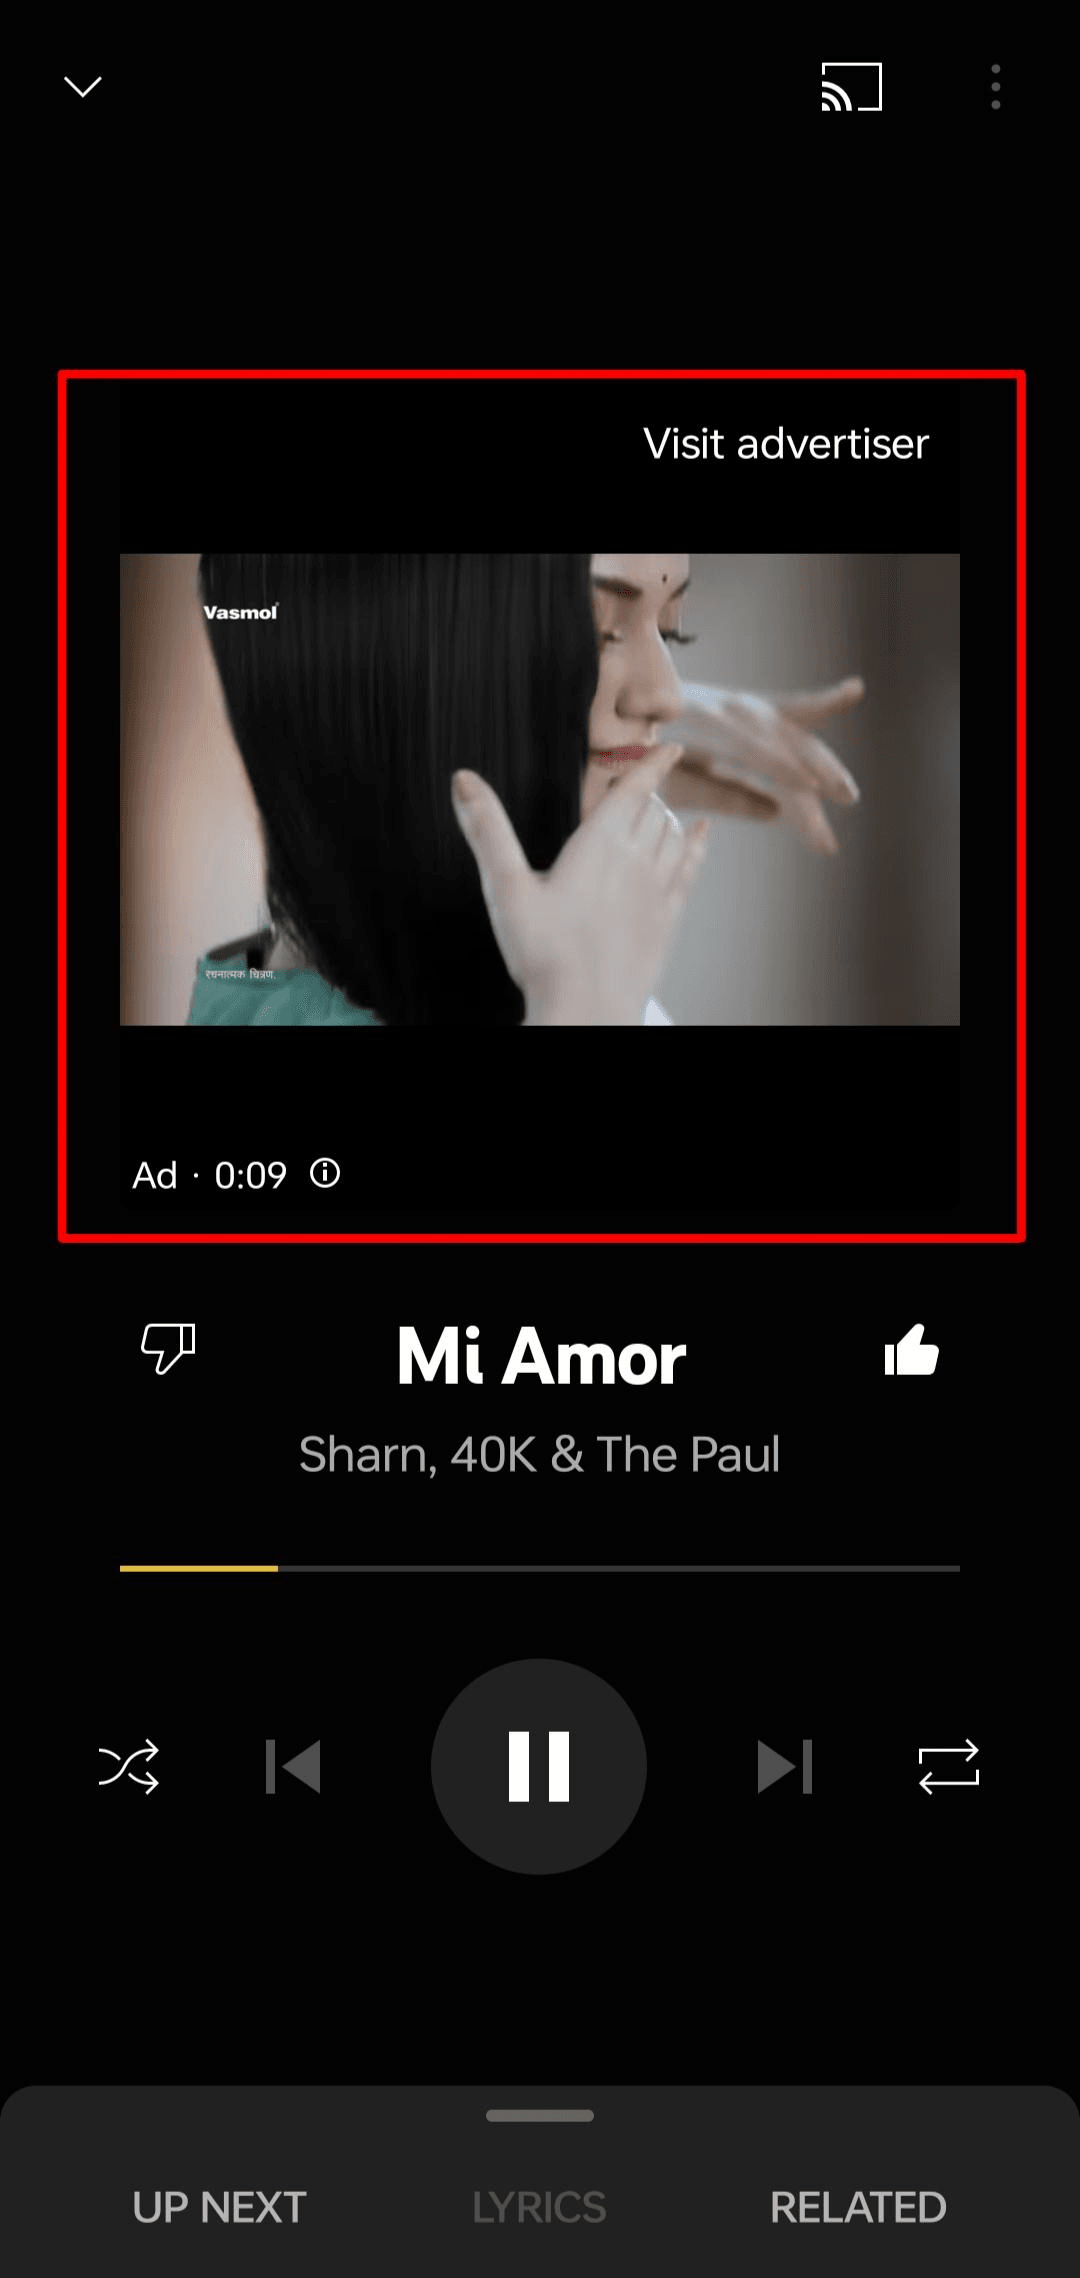 Visit advertiser
Vasmol
रचनात्मक चित्रण.
Ad · 0:09
Mi Amor
Sharn, 40K & The Paul
UP NEXT
LYRICS
RELATED